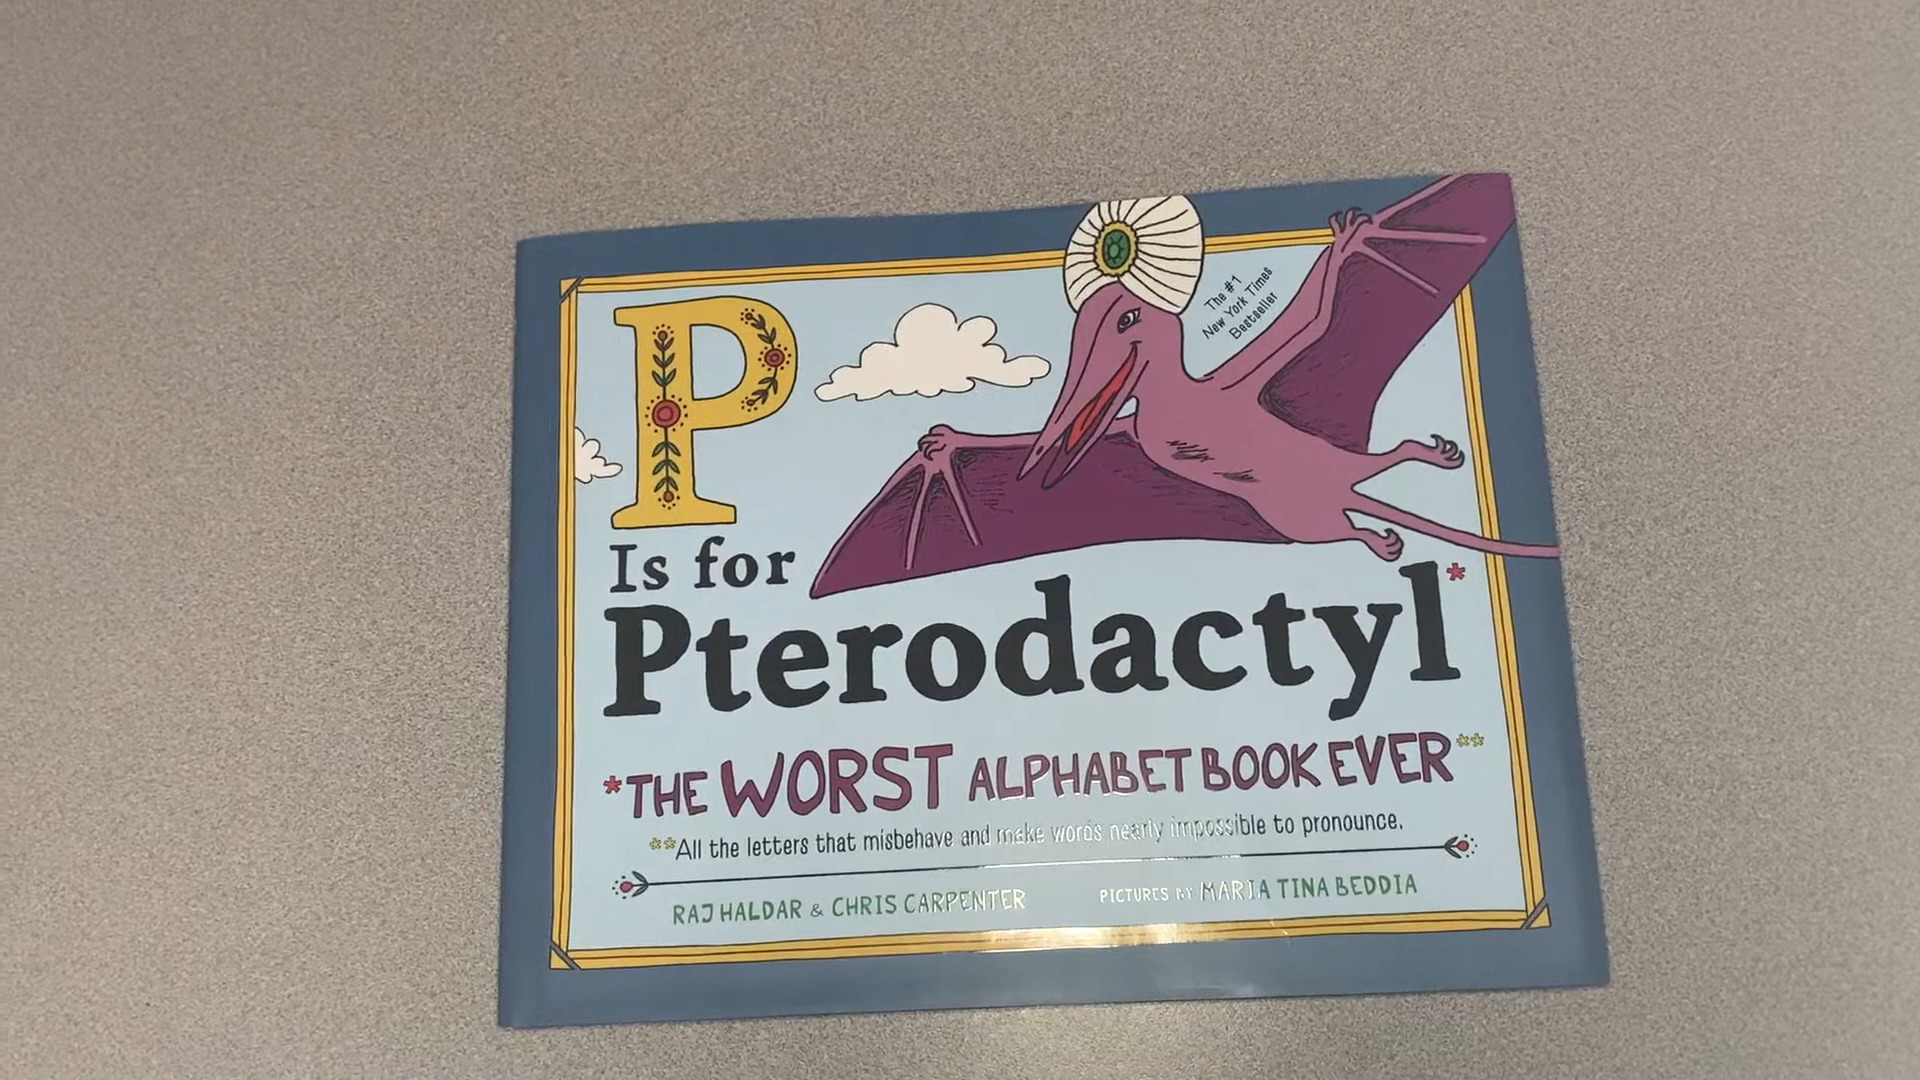 P
The #1
New York Times
Bestseller
Is for
Pterodactyl*
*THE WORST ALPHABET BOOK EVER**
**All the letters that misbehave and make words nearly impossible to pronounce.
RAJ HALDAR & CHRIS CARPENTER PICTURES BY MARIA TINA BEDDIA